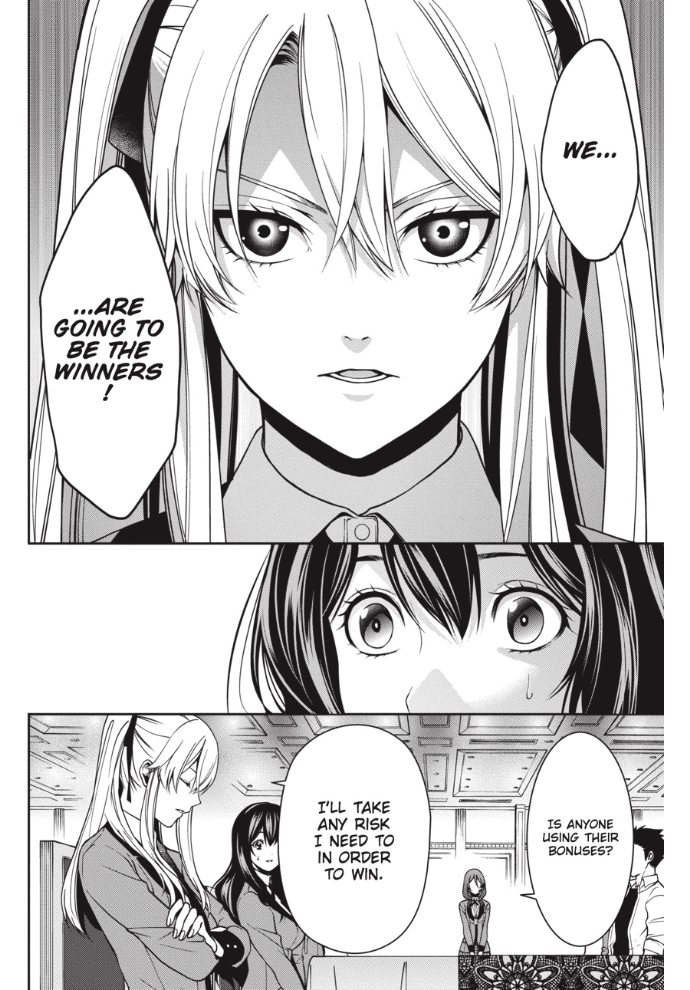 WE...
...ARE
GOING TO
BE THE
WINNERS
!
IS ANYONE
USING THEIR
BONUSES?
I'LL TAKE
ANY RISK
I NEED TO
IN ORDER
TO WIN.